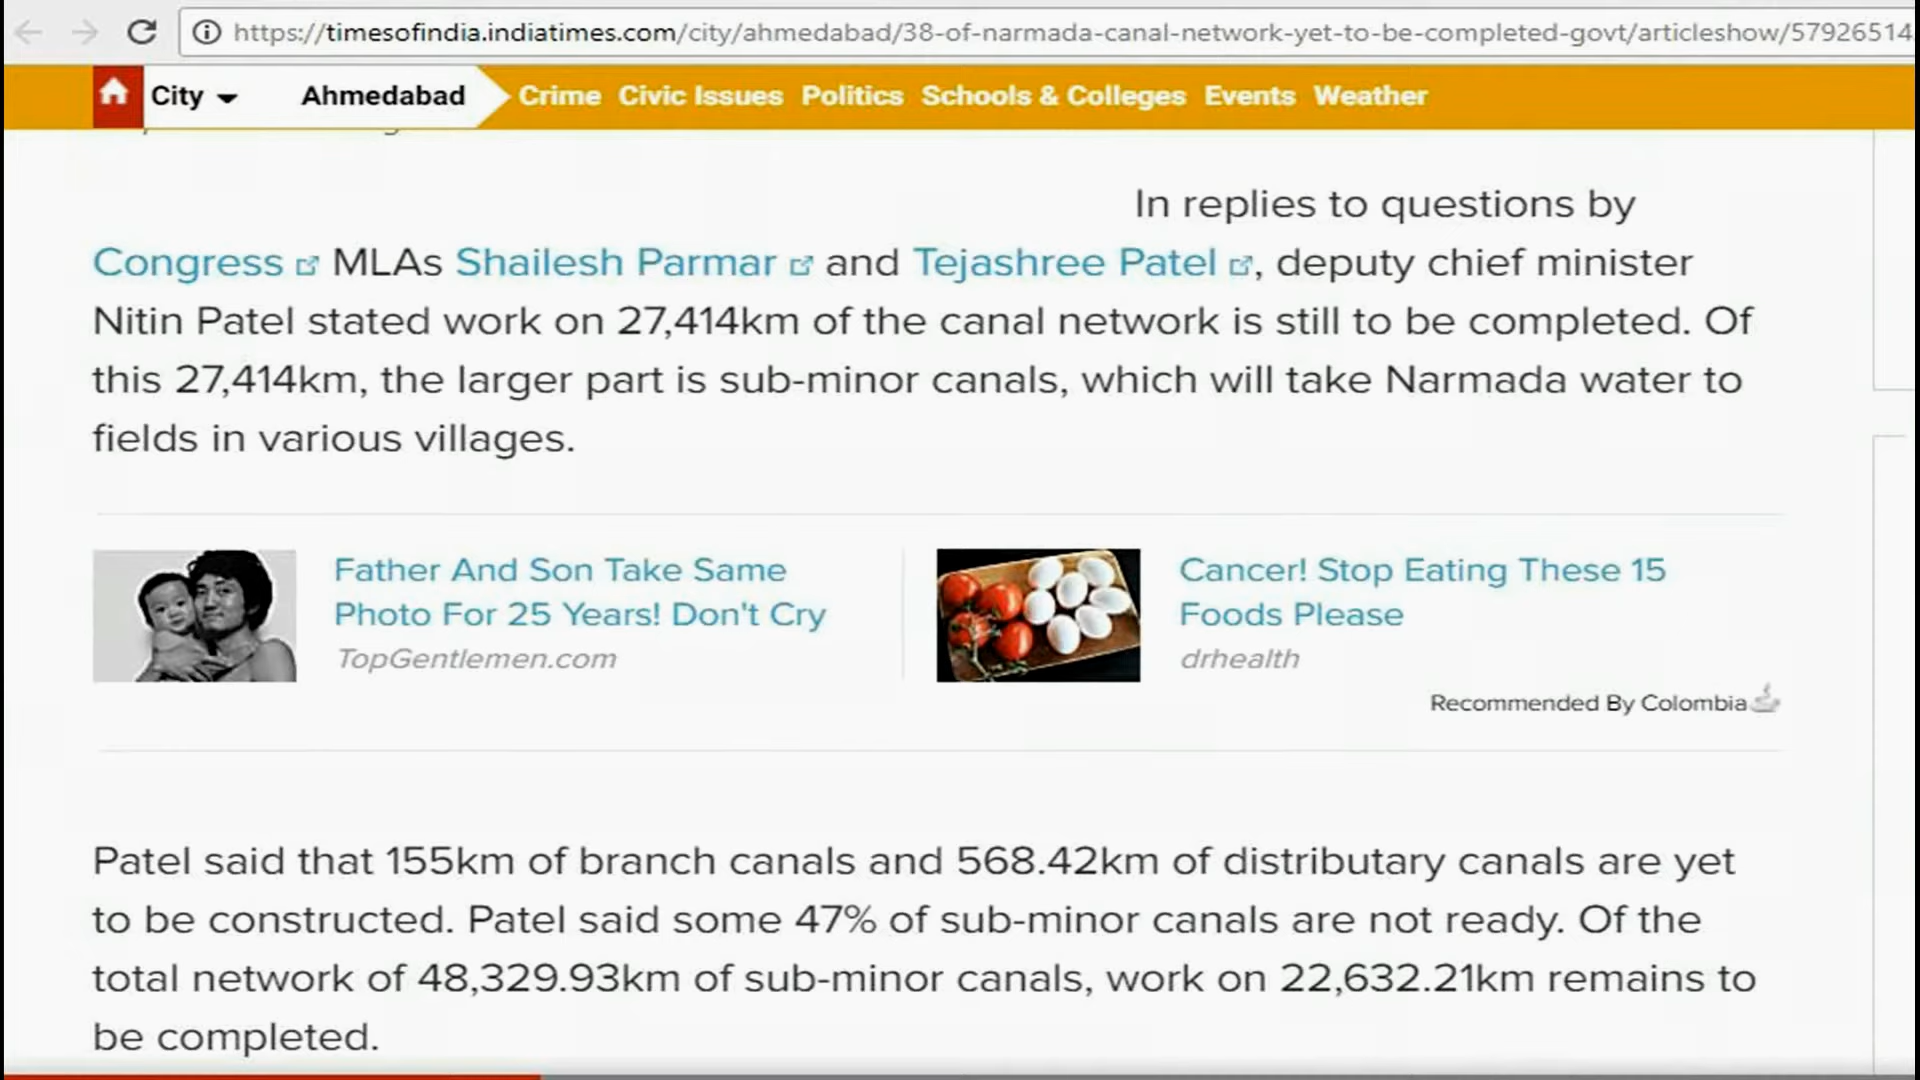 https://timesofindia.indiatimes.com/city/ahmedabad/38-of-narmada-canal-network-yet-to-be-completed-govt/articleshow/57926514
City Ahmedabad Crime Civic Issues Politics Schools & Colleges Events Weather
In replies to questions by
Congress MLAs Shailesh Parmar and Tejashree Patel, deputy chief minister
Nitin Patel stated work on 27,414km of the canal network is still to be completed. Of
this 27,414km, the larger part is sub-minor canals, which will take Narmada water to
fields in various villages.
Father And Son Take Same
Photo For 25 Years! Don't Cry
TopGentlemen.com
Cancer! Stop Eating These 15
Foods Please
drhealth
Recommended By Colombia
Patel said that 155km of branch canals and 568.42km of distributary canals are yet
to be constructed. Patel said some 47% of sub-minor canals are not ready. Of the
total network of 48,329.93km of sub-minor canals, work on 22,632.21km remains to
be completed.